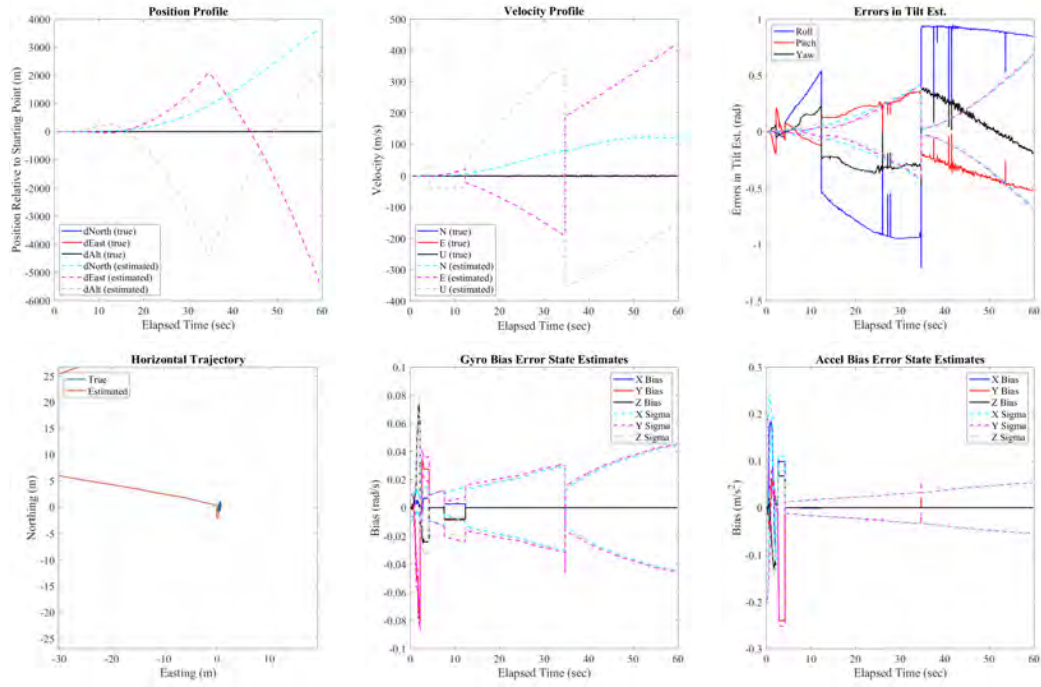 Position Profile
4000
3000
2000
1000
0
-1000
-2000
-3000
-4000
-5000
-6000
Position Relative to Starting Point (m)
dNorth (true)
dEast (true)
dAlt (true)
dNorth (estimated)
dEast (estimated)
dAlt (estimated)
0 10 20 30 40 50 60
Elapsed Time (sec)
Velocity Profile
500
400
300
200
100
0
-100
-200
-300
-400
Velocity (m/s)
N (true)
E (true)
U (true)
N (estimated)
E (estimated)
U (estimated)
0 10 20 30 40 50 60
Elapsed Time (sec)
Errors in Tilt Est.
1
0.5
0
-0.5
-1
-1.5
Errors in Tilt Est. (rad)
Roll
Pitch
Yaw
0 10 20 30 40 50 60
Elapsed Time (sec)
Horizontal Trajectory
25
20
15
10
5
0
-5
-10
-15
-20
-25
Northing (m)
True
Estimated
-30 -20 -10 0 10
Easting (m)
Gyro Bias Error State Estimates
0.1
0.08
0.06
0.04
0.02
0
-0.02
-0.04
-0.06
-0.08
-0.1
Bias (rad/s)
X Bias
Y Bias
Z Bias
X Sigma
Y Sigma
Z Sigma
0 10 20 30 40 50 60
Elapsed Time (sec)
Accel Bias Error State Estimates
0.3
0.2
0.1
0
-0.1
-0.2
-0.3
Bias (m/s²)
X Bias
Y Bias
Z Bias
X Sigma
Y Sigma
Z Sigma
0 10 20 30 40 50 60
Elapsed Time (sec)